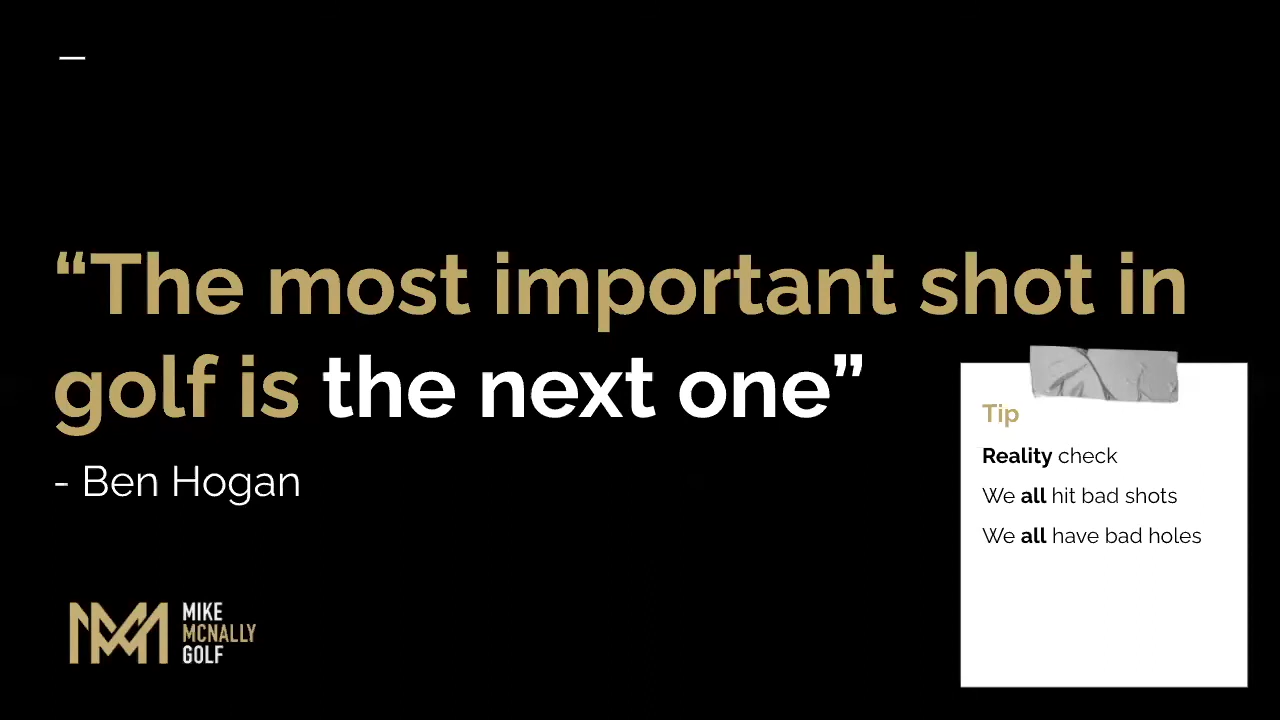 “The most important shot in
golf is the next one”
- Ben Hogan
Tip
Reality check
We all hit bad shots
We all have bad holes
MIKE
MCNALLY
GOLF